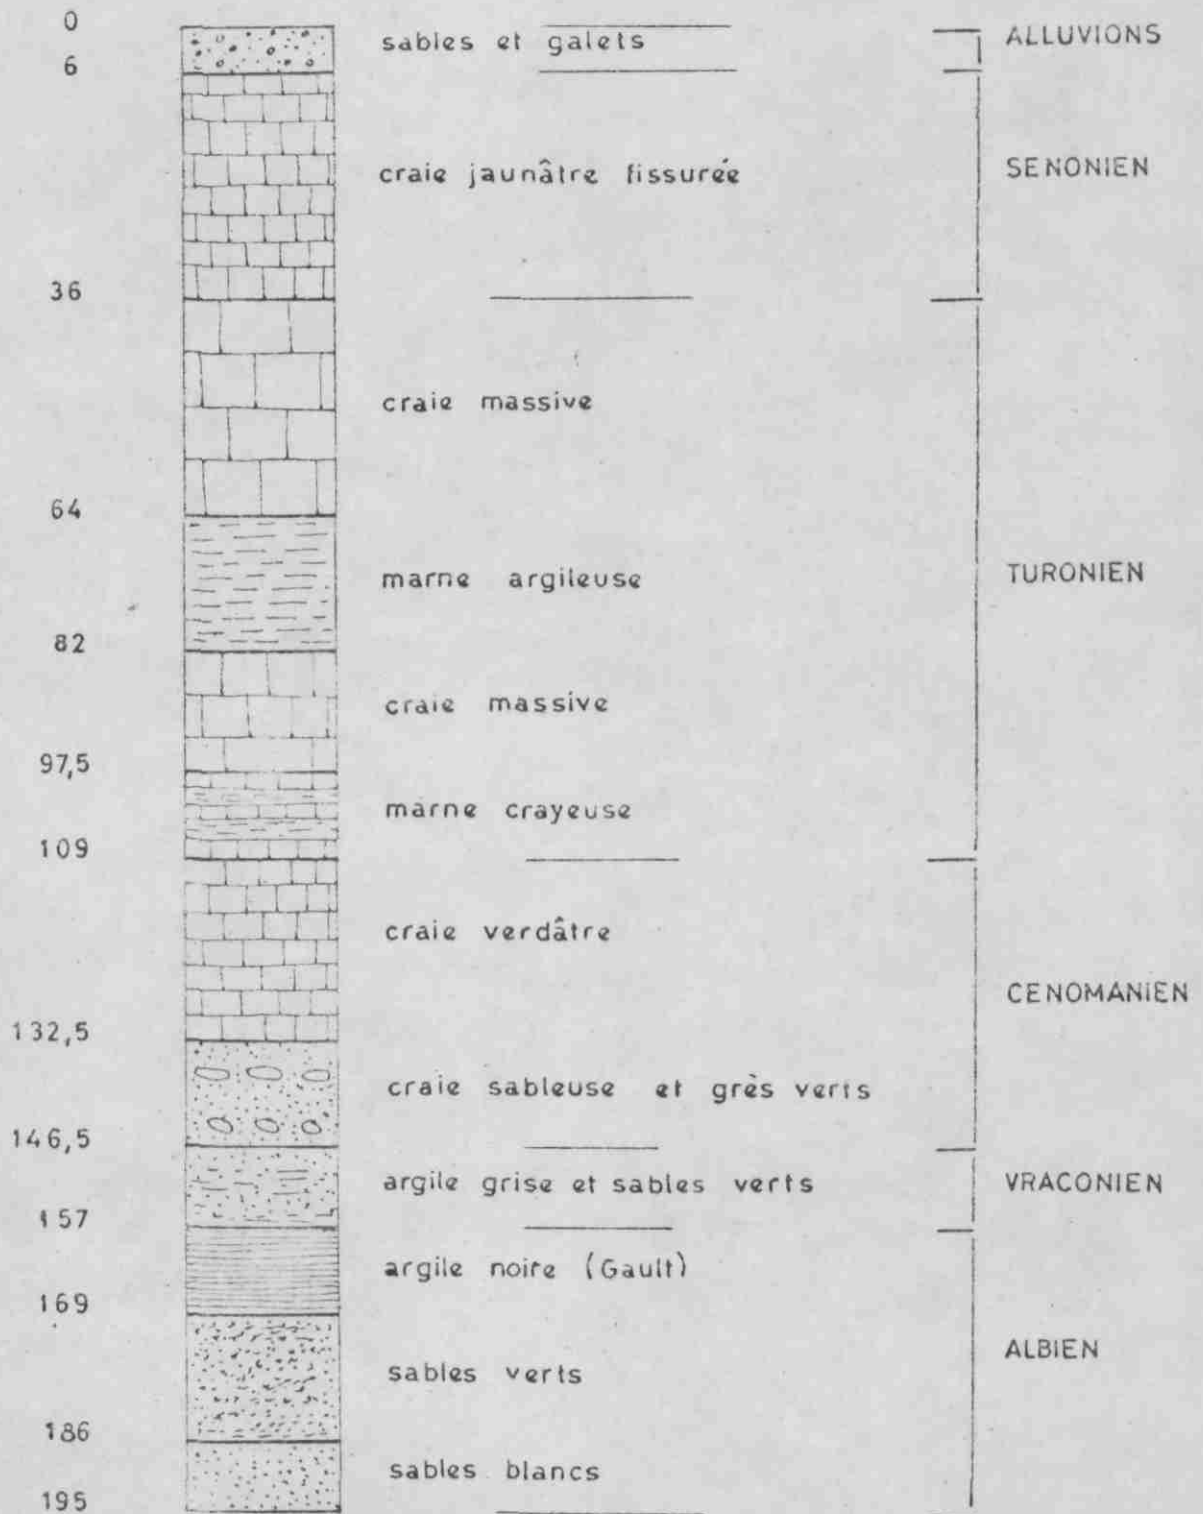 0
sables et galets
ALLUVIONS
6
craie jaunâtre fissurée
SENONIEN
36
craie massive
64
marne argileuse
TURONIEN
82
craie massive
97,5
marne crayeuse
109
craie verdâtre
CENOMANIEN
132,5
craie sableuse et grès verts
146,5
argile grise et sables verts
VRACONIEN
157
argile noire (Gault)
169
ALBIEN
sables verts
186
sables blancs
195